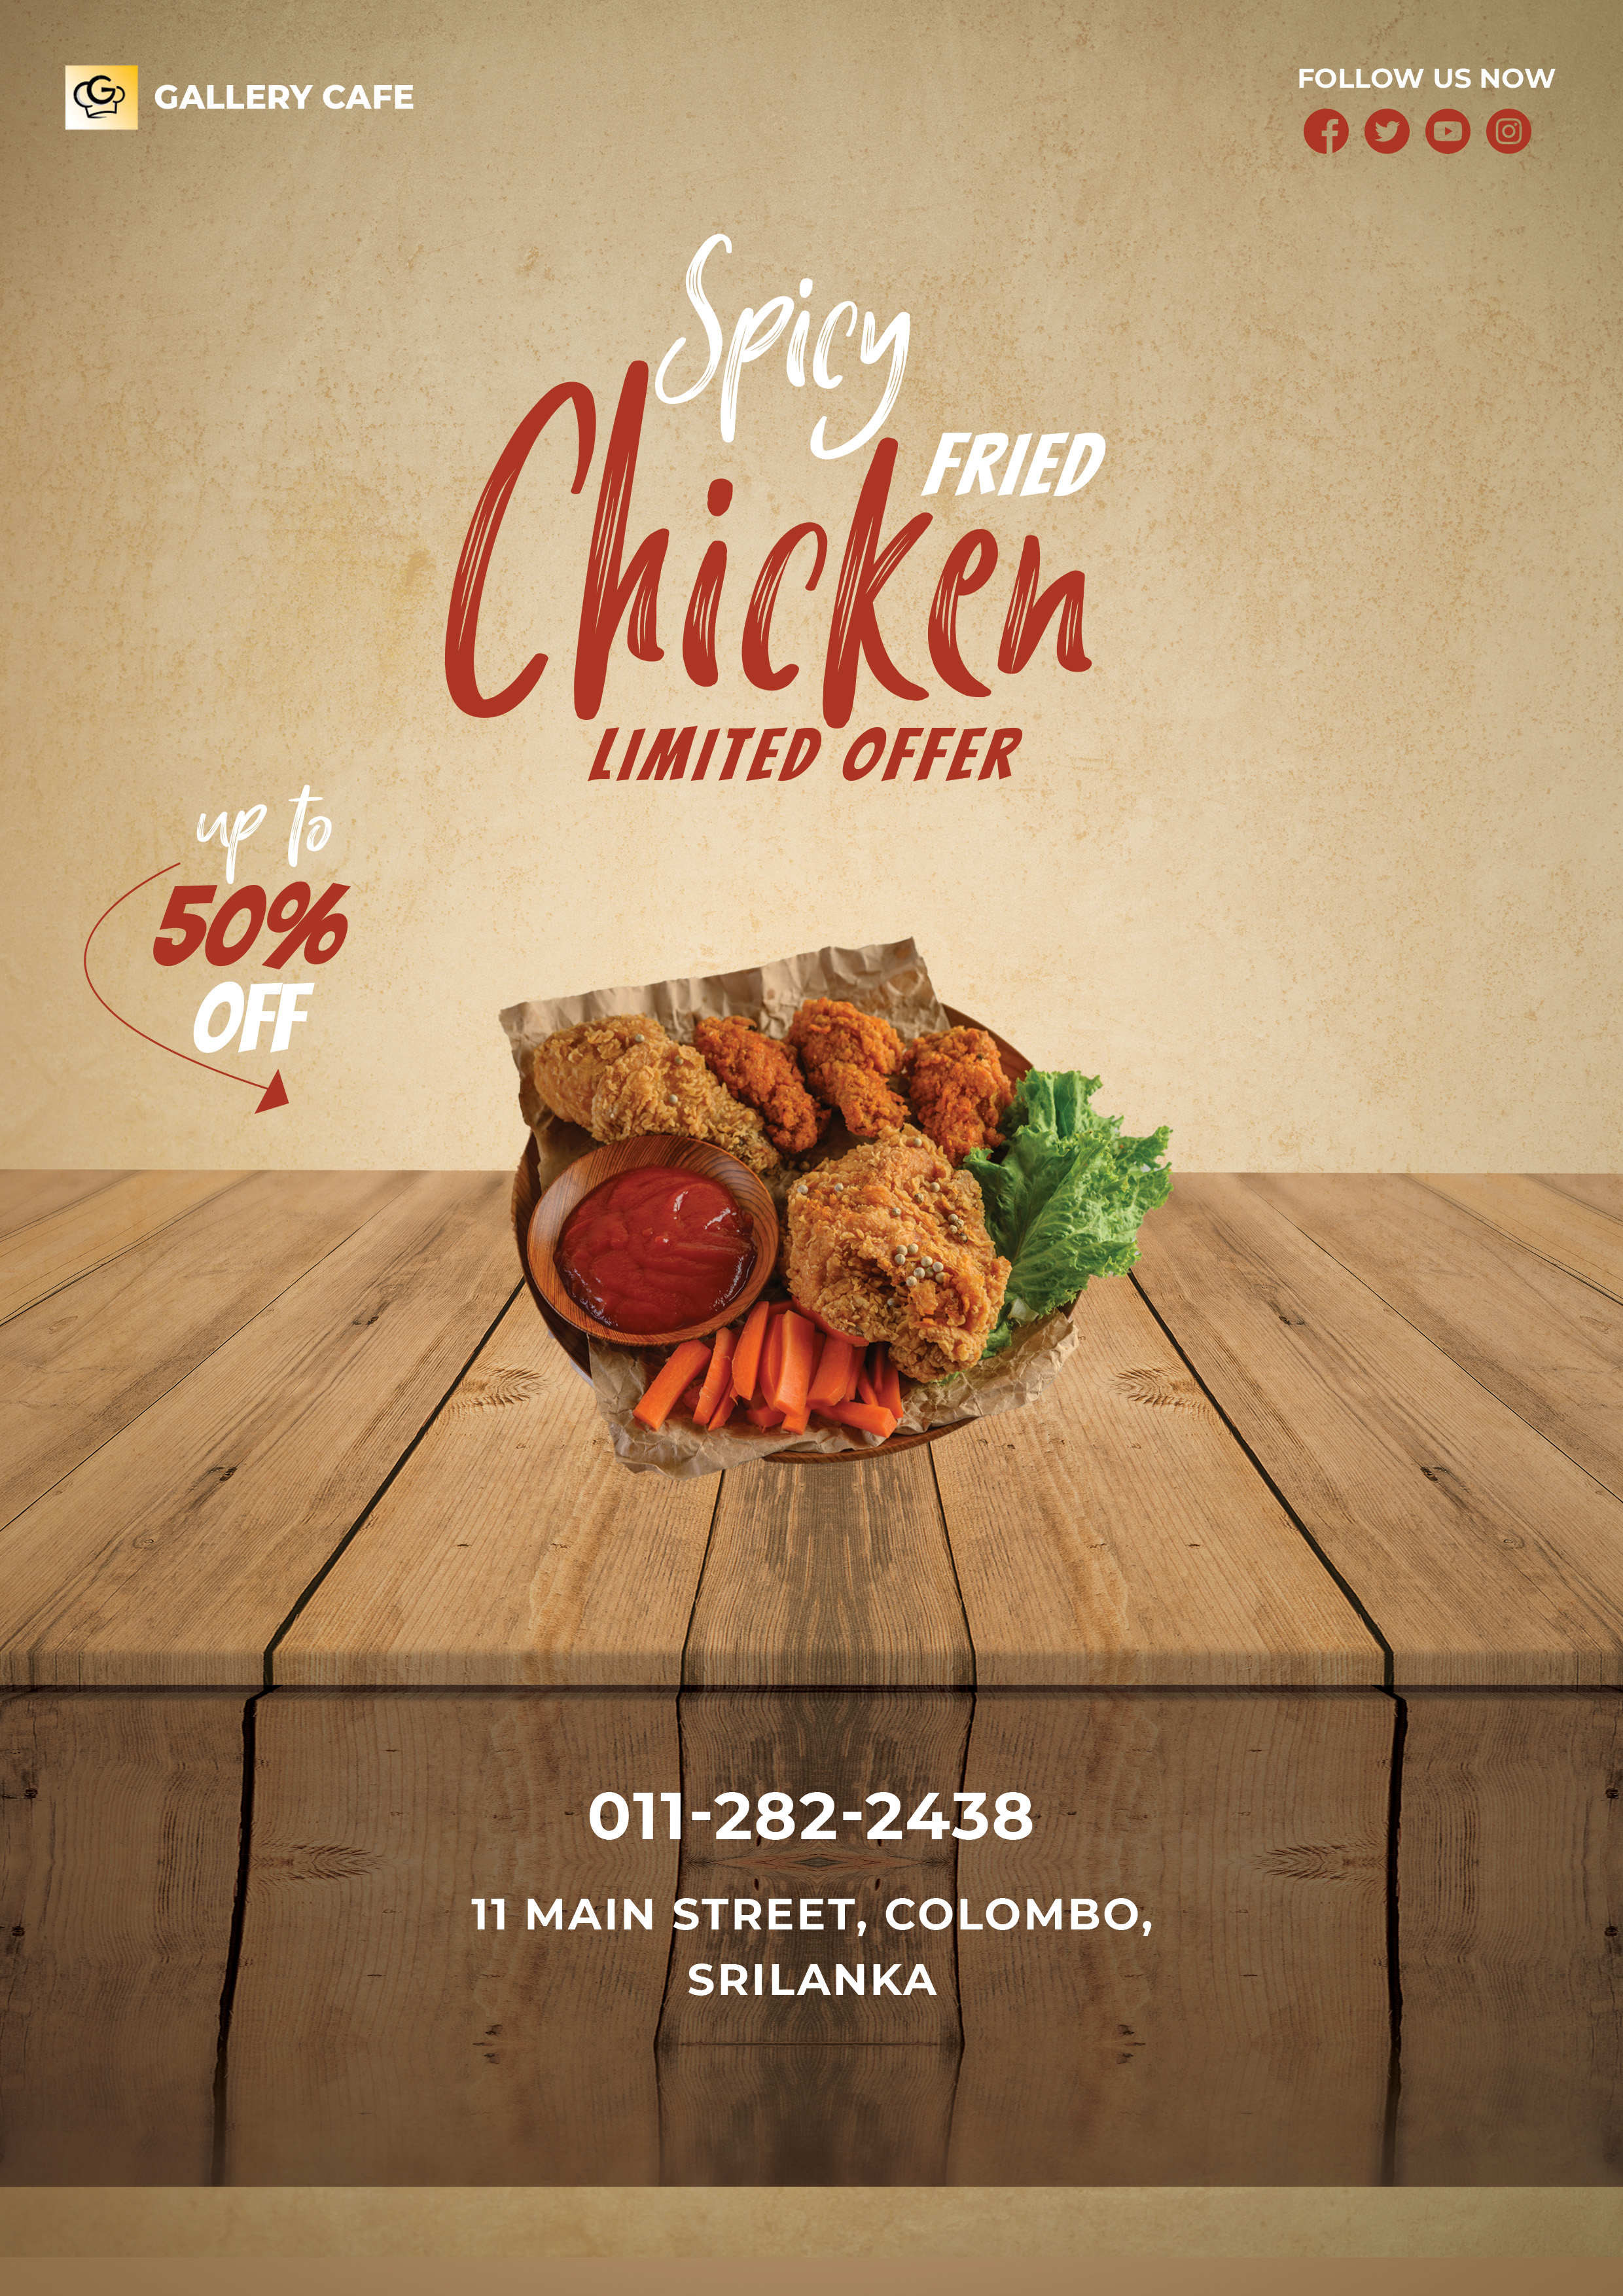 G
GALLERY CAFE
FOLLOW US NOW
Spicy
FRIED
Chicken
LIMITED OFFER
up to
50%
OFF
011-282-2438
11 MAIN STREET, COLOMBO,
SRILANKA